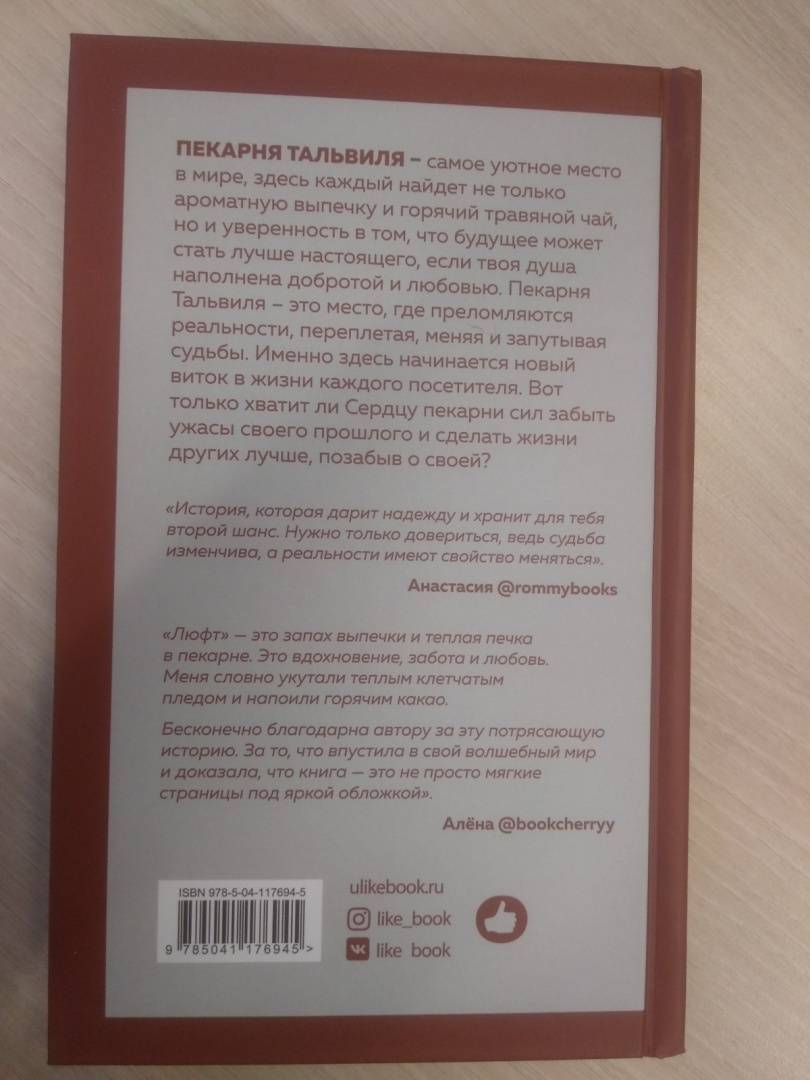 ПЕКАРНЯ ТАЛЬВИЛЯ – самое уютное место
в мире, здесь каждый найдет не только
ароматную выпечку и горячий травяной чай,
но и уверенность в том, что будущее может
стать лучше настоящего, если твоя душа
наполнена добротой и любовью. Пекарня
Тальвиля – это место, где преломляются
реальности, переплетая, меняя и запутывая
судьбы. Именно здесь начинается новый
виток в жизни каждого посетителя. Вот
только хватит ли Сердцу пекарни сил забыть
ужасы своего прошлого и сделать жизни
других лучше, позабыв о своей?
«История, которая дарит надежду и хранит для тебя
второй шанс. Нужно только довериться, ведь судьба
изменчива, а реальности имеют свойство меняться».
Анастасия @rommybooks
«Люфт» — это запах выпечки и теплая печка
в пекарне. Это вдохновение, забота и любовь.
Меня словно укутали теплым клетчатым
пледом и напоили горячим какао.
Бесконечно благодарна автору за эту потрясающую
историю. За то, что впустила в свой волшебный мир
и доказала, что книга — это не просто мягкие
страницы под яркой обложкой».
Алёна @bookcherryy
ISBN 978-5-04-117694-5
9 785041 176945 >
ulikebook.ru
like_book
like book